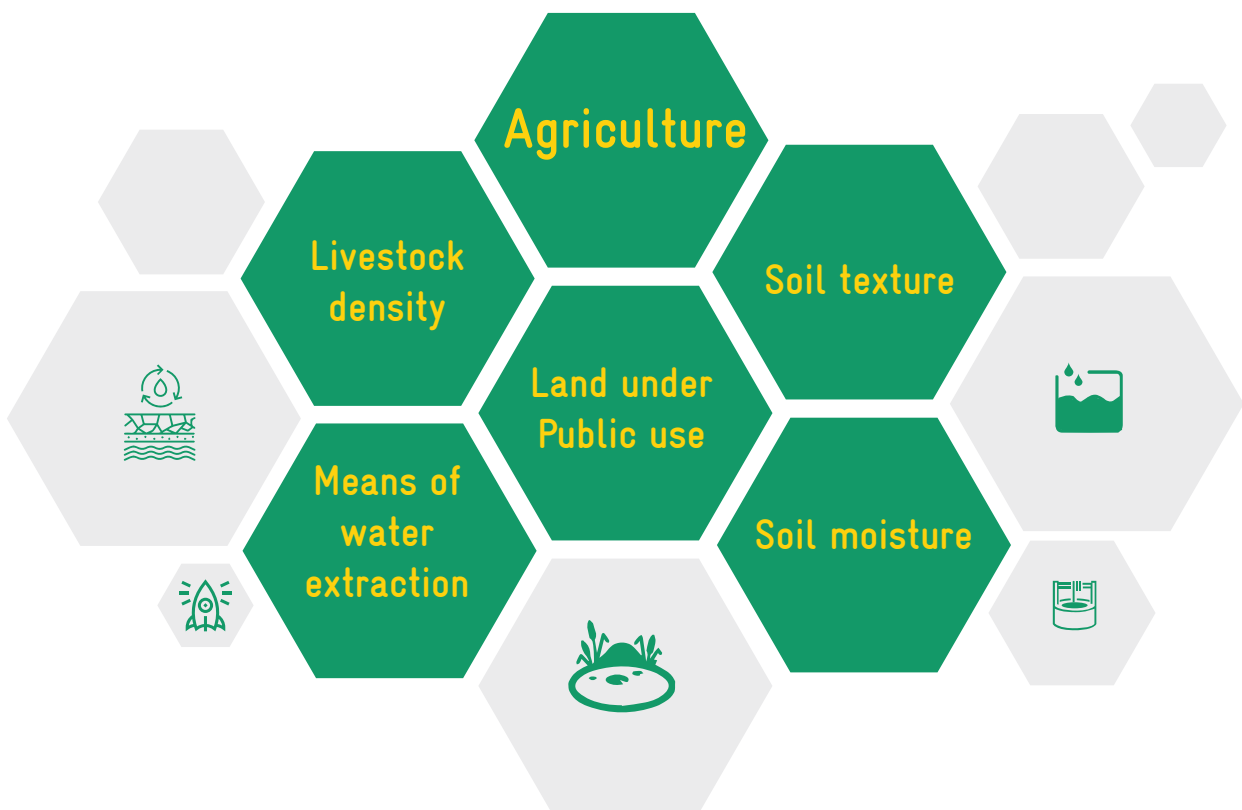 Agriculture
Livestock
density
Soil texture
Land under
Public use
Means of
water
extraction
Soil moisture